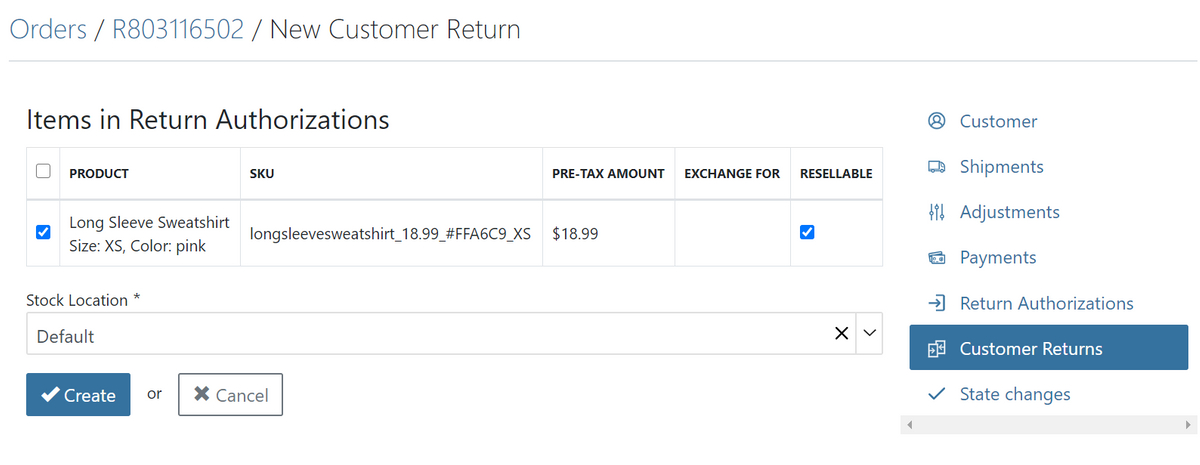 Orders / R803116502 / New Customer Return
Items in Return Authorizations
PRODUCT SKU PRE-TAX AMOUNT EXCHANGE FOR RESELLABLE
Long Sleeve Sweatshirt
Size: XS, Color: pink
longsleevesweatshirt_18.99_#FFA6C9_XS $18.99
Stock Location *
Default
Create or Cancel
Customer
Shipments
Adjustments
Payments
Return Authorizations
Customer Returns
State changes